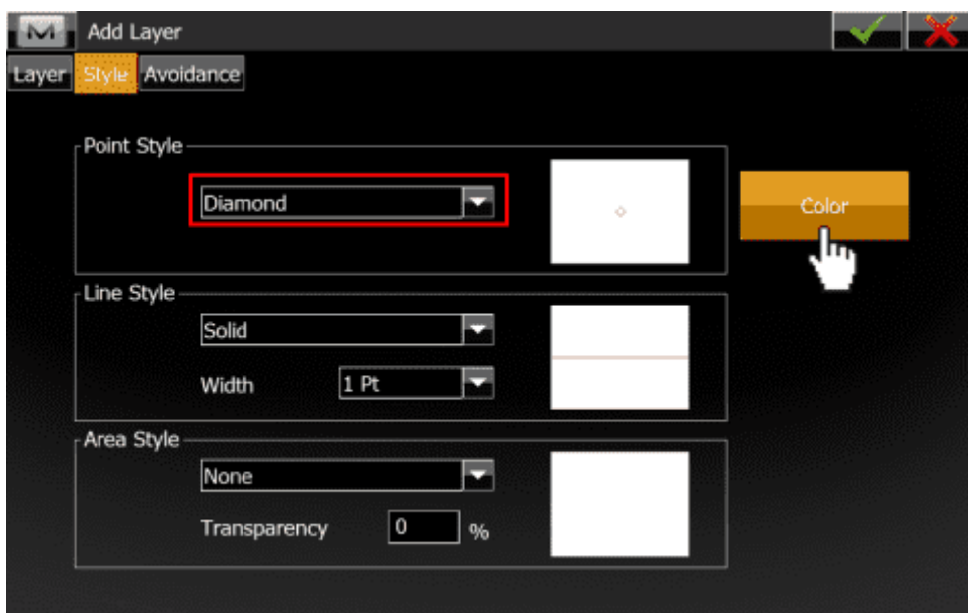 Add Layer
Layer Style Avoidance
Point Style
Diamond
Color
Line Style
Solid
Width 1 Pt
Area Style
None
Transparency 0 %